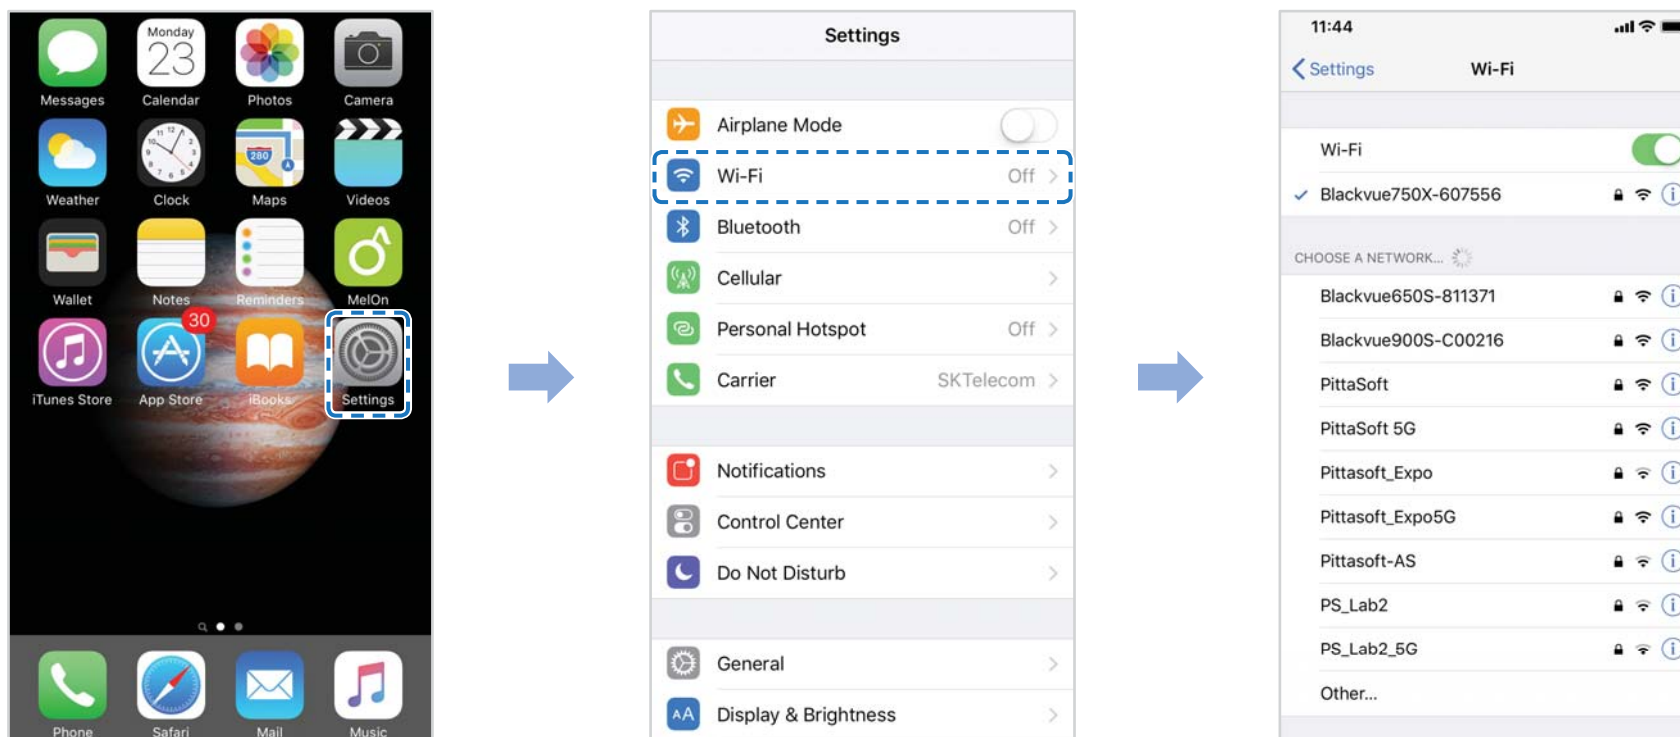 Monday
23
Messages
Calendar
Photos
Camera
280
Weather
Clock
Maps
Videos
Wallet
Notes
Reminders
MelOn
30
iTunes Store
App Store
iBooks
Settings
Phone
Safari
Mail
Music
Settings
Airplane Mode
Wi-Fi Off
Bluetooth Off
Cellular
Personal Hotspot Off
Carrier SKTelecom
Notifications
Control Center
Do Not Disturb
General
AA Display & Brightness
11:44
Settings Wi-Fi
Wi-Fi
Blackvue750X-607556
CHOOSE A NETWORK...
Blackvue650S-811371
Blackvue900S-C00216
PittaSoft
PittaSoft 5G
Pittasoft_Expo
Pittasoft_Expo5G
Pittasoft-AS
PS_Lab2
PS_Lab2_5G
Other...